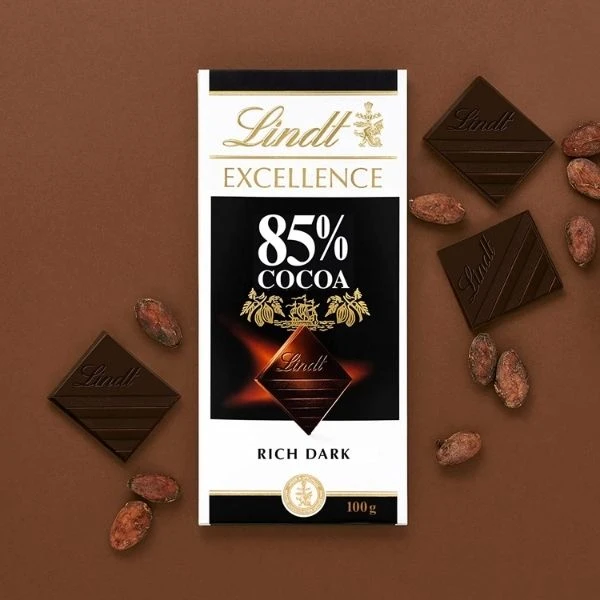 Lindt
EXCELLENCE
85%
COCOA
Lindt
RICH DARK
100g
Lindt
Lindt
Lindt